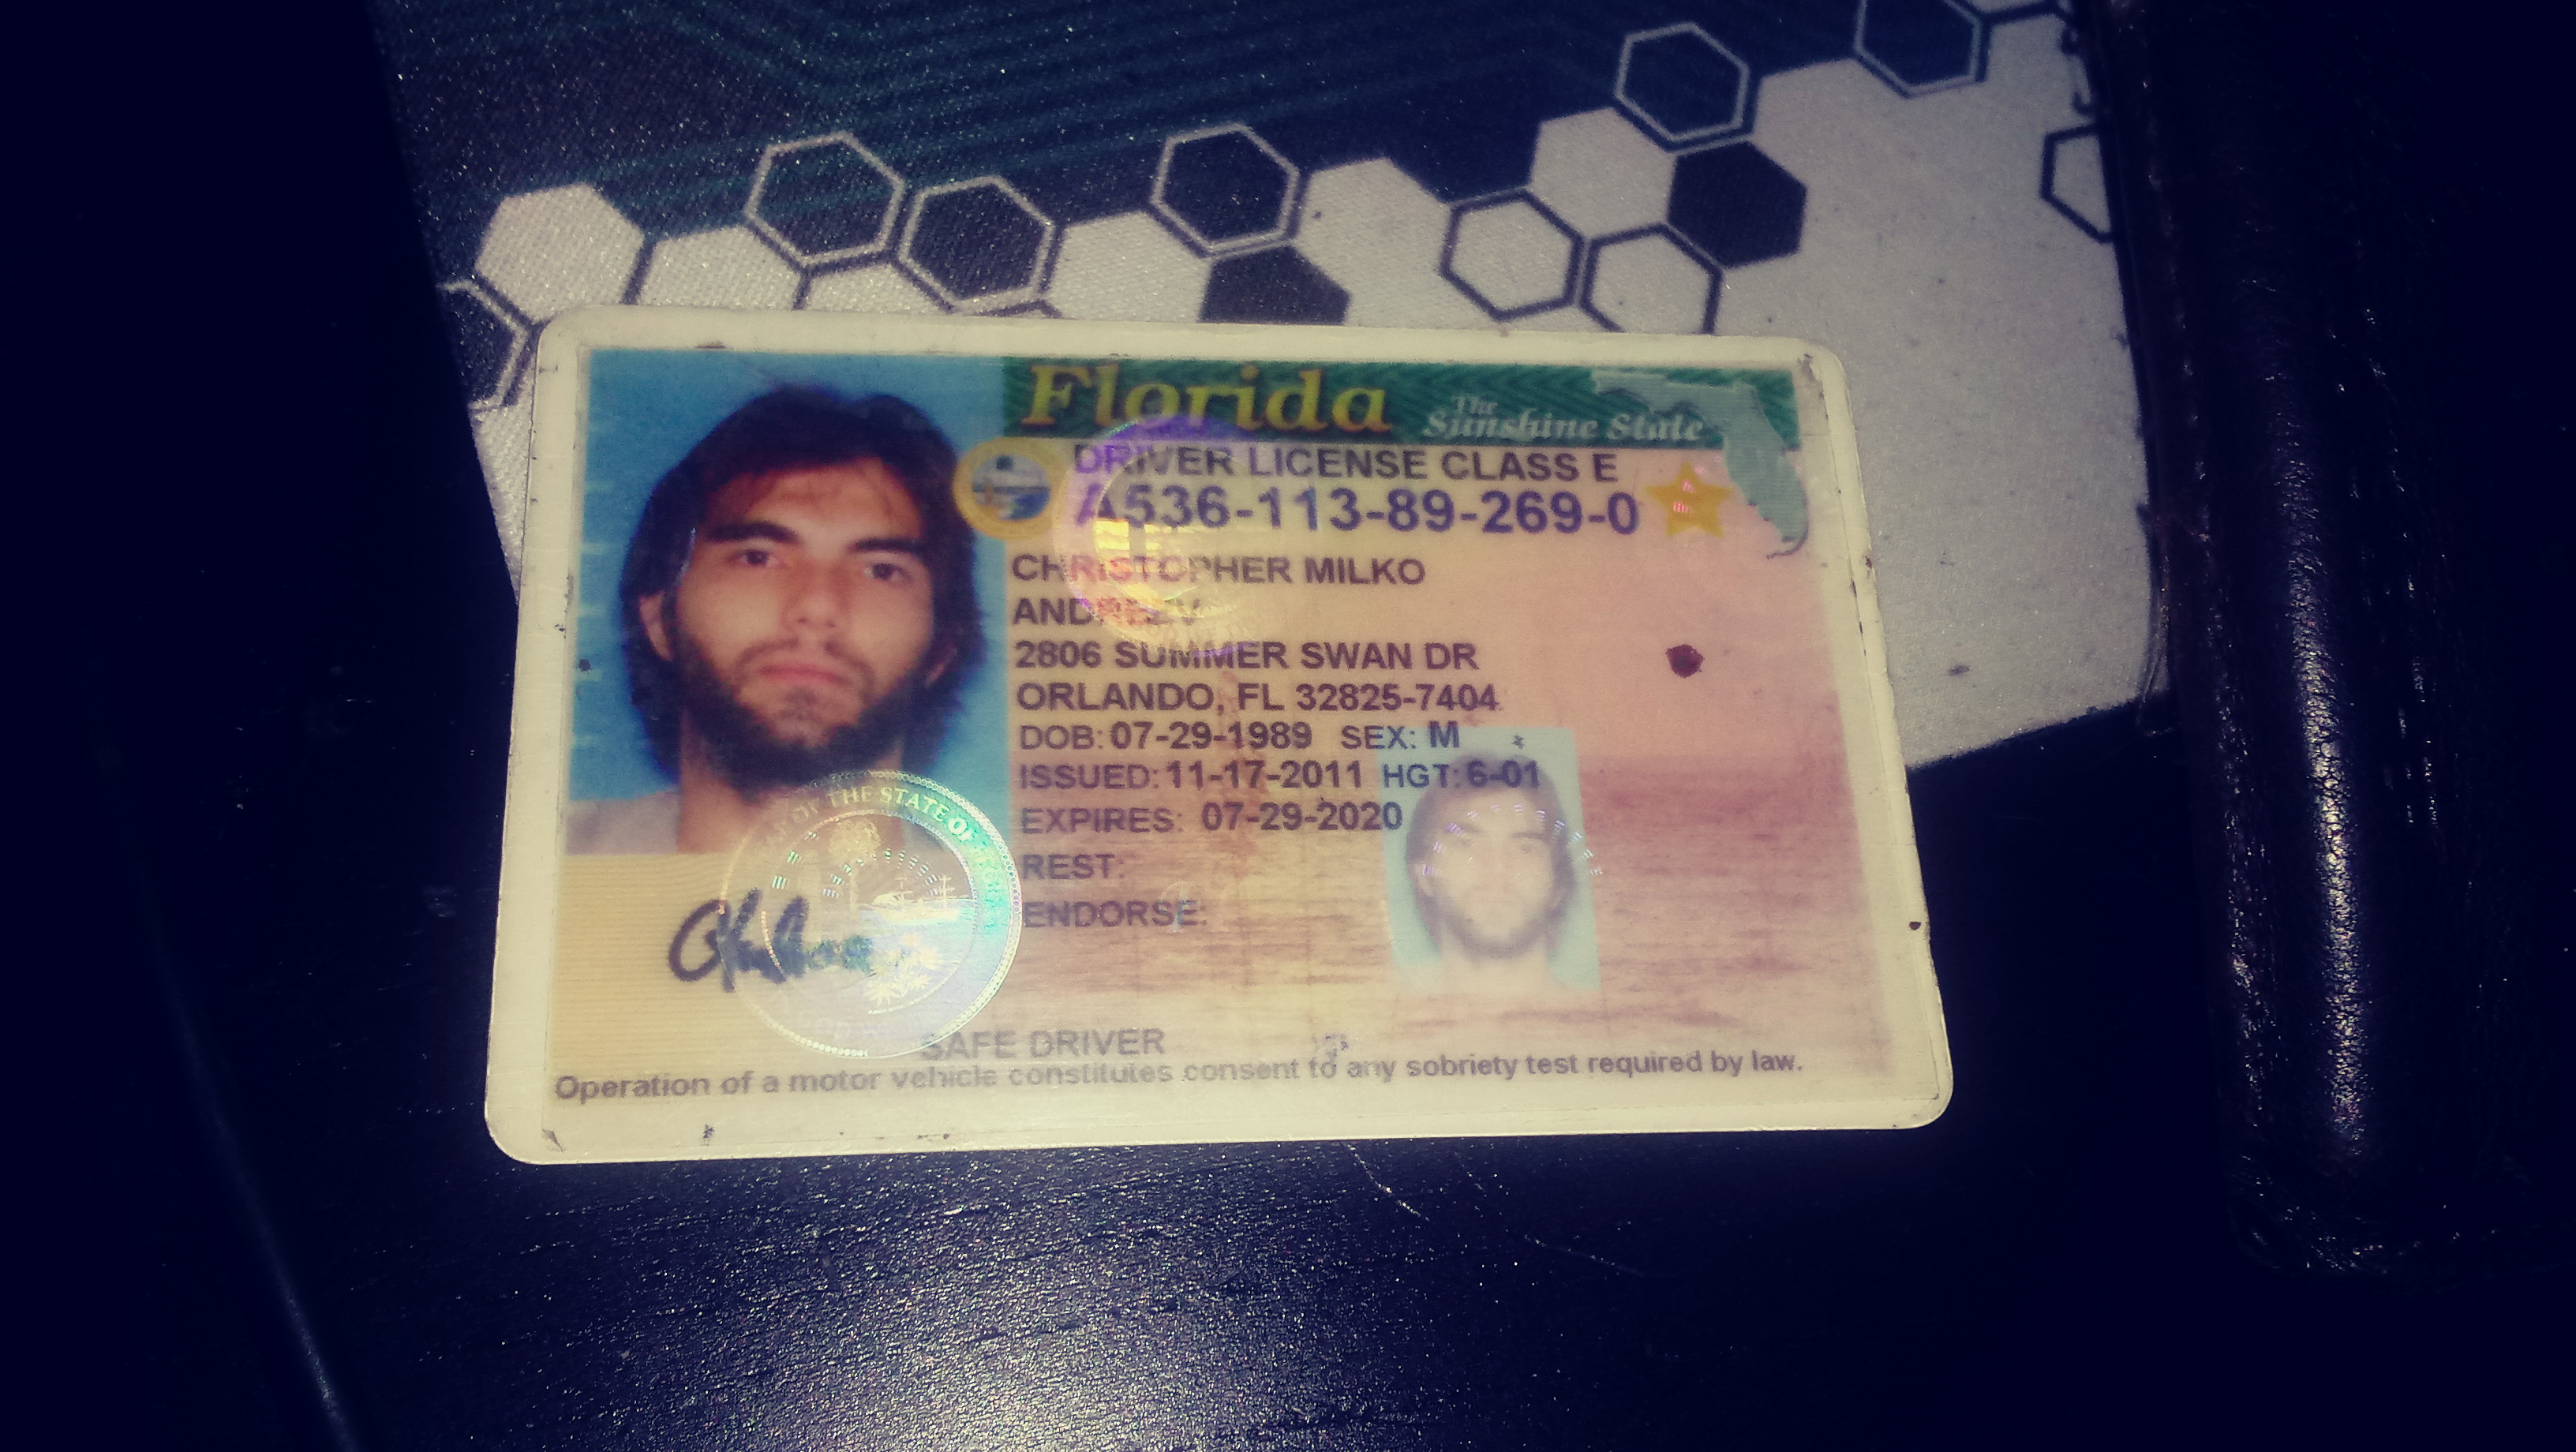 Florida The Sunshine State
DRIVER LICENSE CLASS E
A536-113-89-269-0
CHRISTOPHER MILKO
ANDREEV
2806 SUMMER SWAN DR
ORLANDO, FL 32825-7404
DOB: 07-29-1989 SEX: M
ISSUED: 11-17-2011 HGT: 6-01
EXPIRES: 07-29-2020
REST:
ENDORSE:
OF THE STATE OF
SAFE DRIVER
Operation of a motor vehicle constitutes consent to any sobriety test required by law.